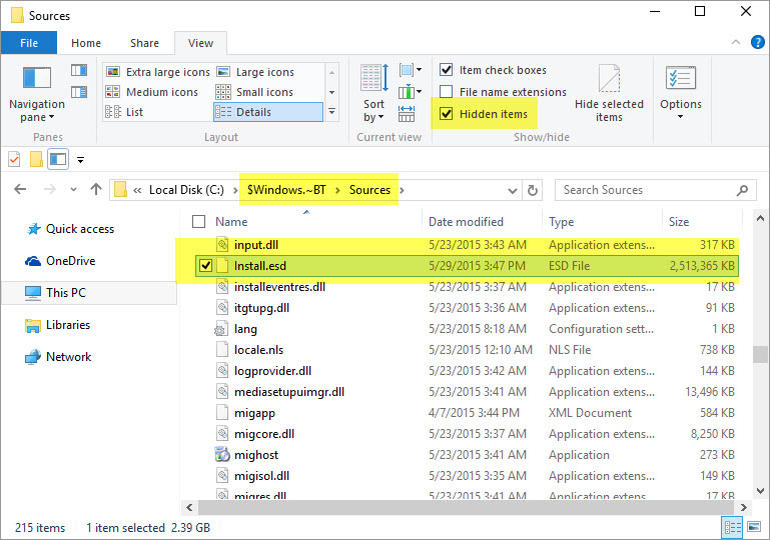 Sources
File Home Share View
Navigation pane
Extra large icons Large icons
Medium icons Small icons
List Details
Sort by
Item check boxes
File name extensions
Hidden items
Hide selected items
Options
Panes Layout Current view Show/hide
« Local Disk (C:) > $Windows.~BT > Sources >
Search Sources
Quick access
OneDrive
This PC
Libraries
Network
Name Date modified Type Size
input.dll 5/23/2015 3:43 AM Application extens... 317 KB
Install.esd 5/29/2015 3:47 PM ESD File 2,513,365 KB
installeventres.dll 5/23/2015 3:37 AM Application extens... 17 KB
itgtupg.dll 5/23/2015 3:36 AM Application extens... 91 KB
lang 5/23/2015 8:18 AM Configuration sett... 1 KB
locale.nls 5/23/2015 12:10 AM NLS File 738 KB
logprovider.dll 5/23/2015 3:42 AM Application extens... 144 KB
mediasetupuimgr.dll 5/23/2015 3:41 AM Application extens... 13,496 KB
migapp 4/7/2015 3:44 PM XML Document 584 KB
migcore.dll 5/23/2015 3:37 AM Application extens... 8,250 KB
mighost 5/23/2015 3:41 AM Application 273 KB
migisol.dll 5/23/2015 3:35 AM Application extens... 149 KB
migres.dll 5/23/2015 3:41 AM Application extens... 17 KB
215 items 1 item selected 2.39 GB